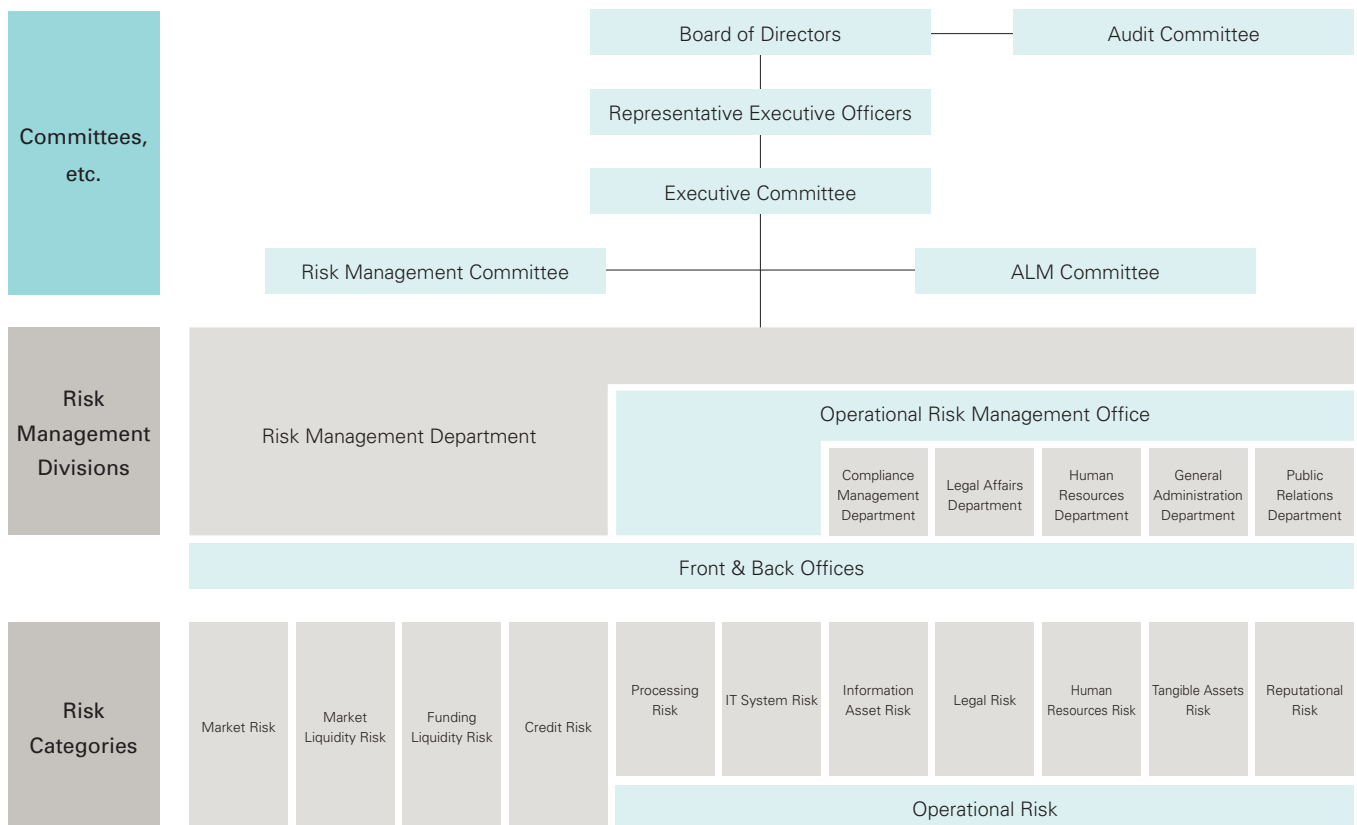 Board of Directors
Audit Committee
Committees,
etc.
Representative Executive Officers
Executive Committee
Risk Management Committee
ALM Committee
Risk
Management
Divisions
Risk Management Department
Operational Risk Management Office
Compliance
Management
Department
Legal Affairs
Department
Human
Resources
Department
General
Administration
Department
Public
Relations
Department
Front & Back Offices
Risk
Categories
Market Risk
Market
Liquidity Risk
Funding
Liquidity Risk
Credit Risk
Processing
Risk
IT System Risk
Information
Asset Risk
Legal Risk
Human
Resources Risk
Tangible Assets
Risk
Reputational
Risk
Operational Risk